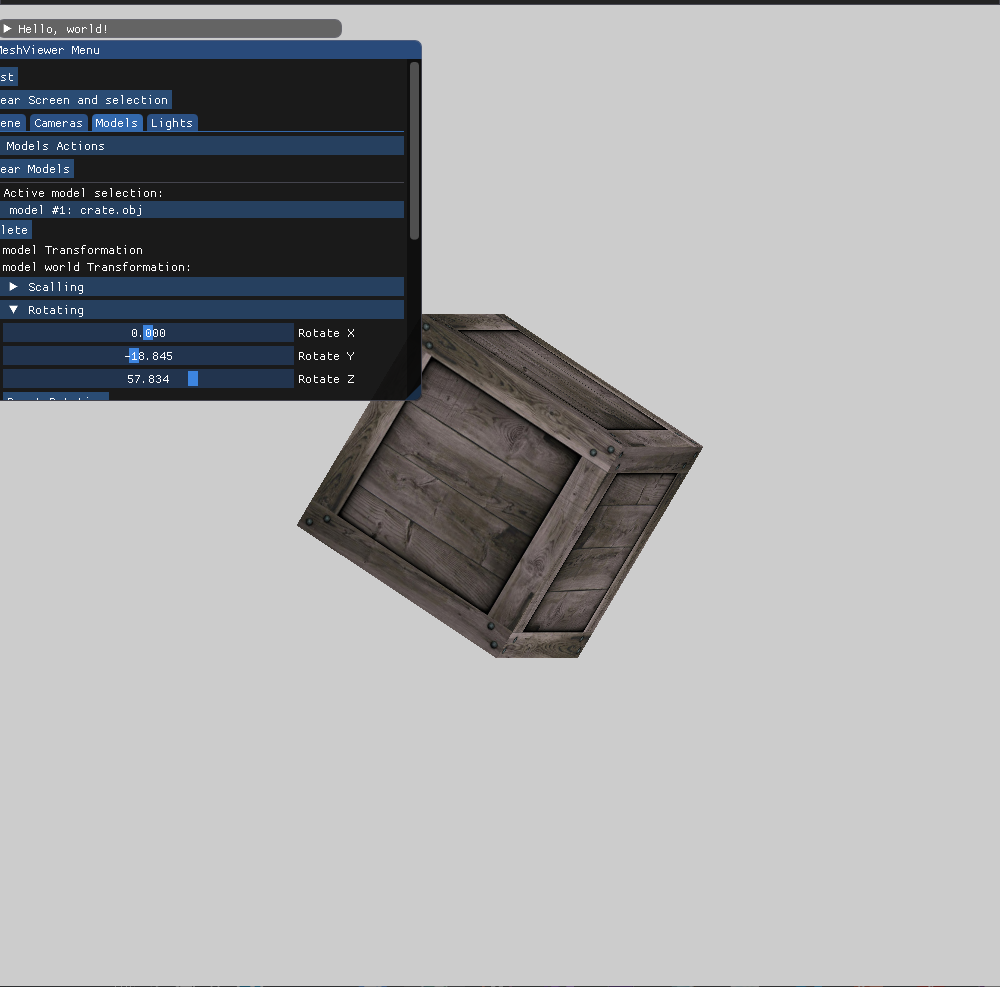 Hello, world!
MeshViewer Menu
st
ear Screen and selection
ene Cameras Models Lights
Models Actions
ear Models
Active model selection:
model #1: crate.obj
lete
model Transformation
model world Transformation:
Scalling
Rotating
0.000 Rotate X
-18.845 Rotate Y
57.834 Rotate Z